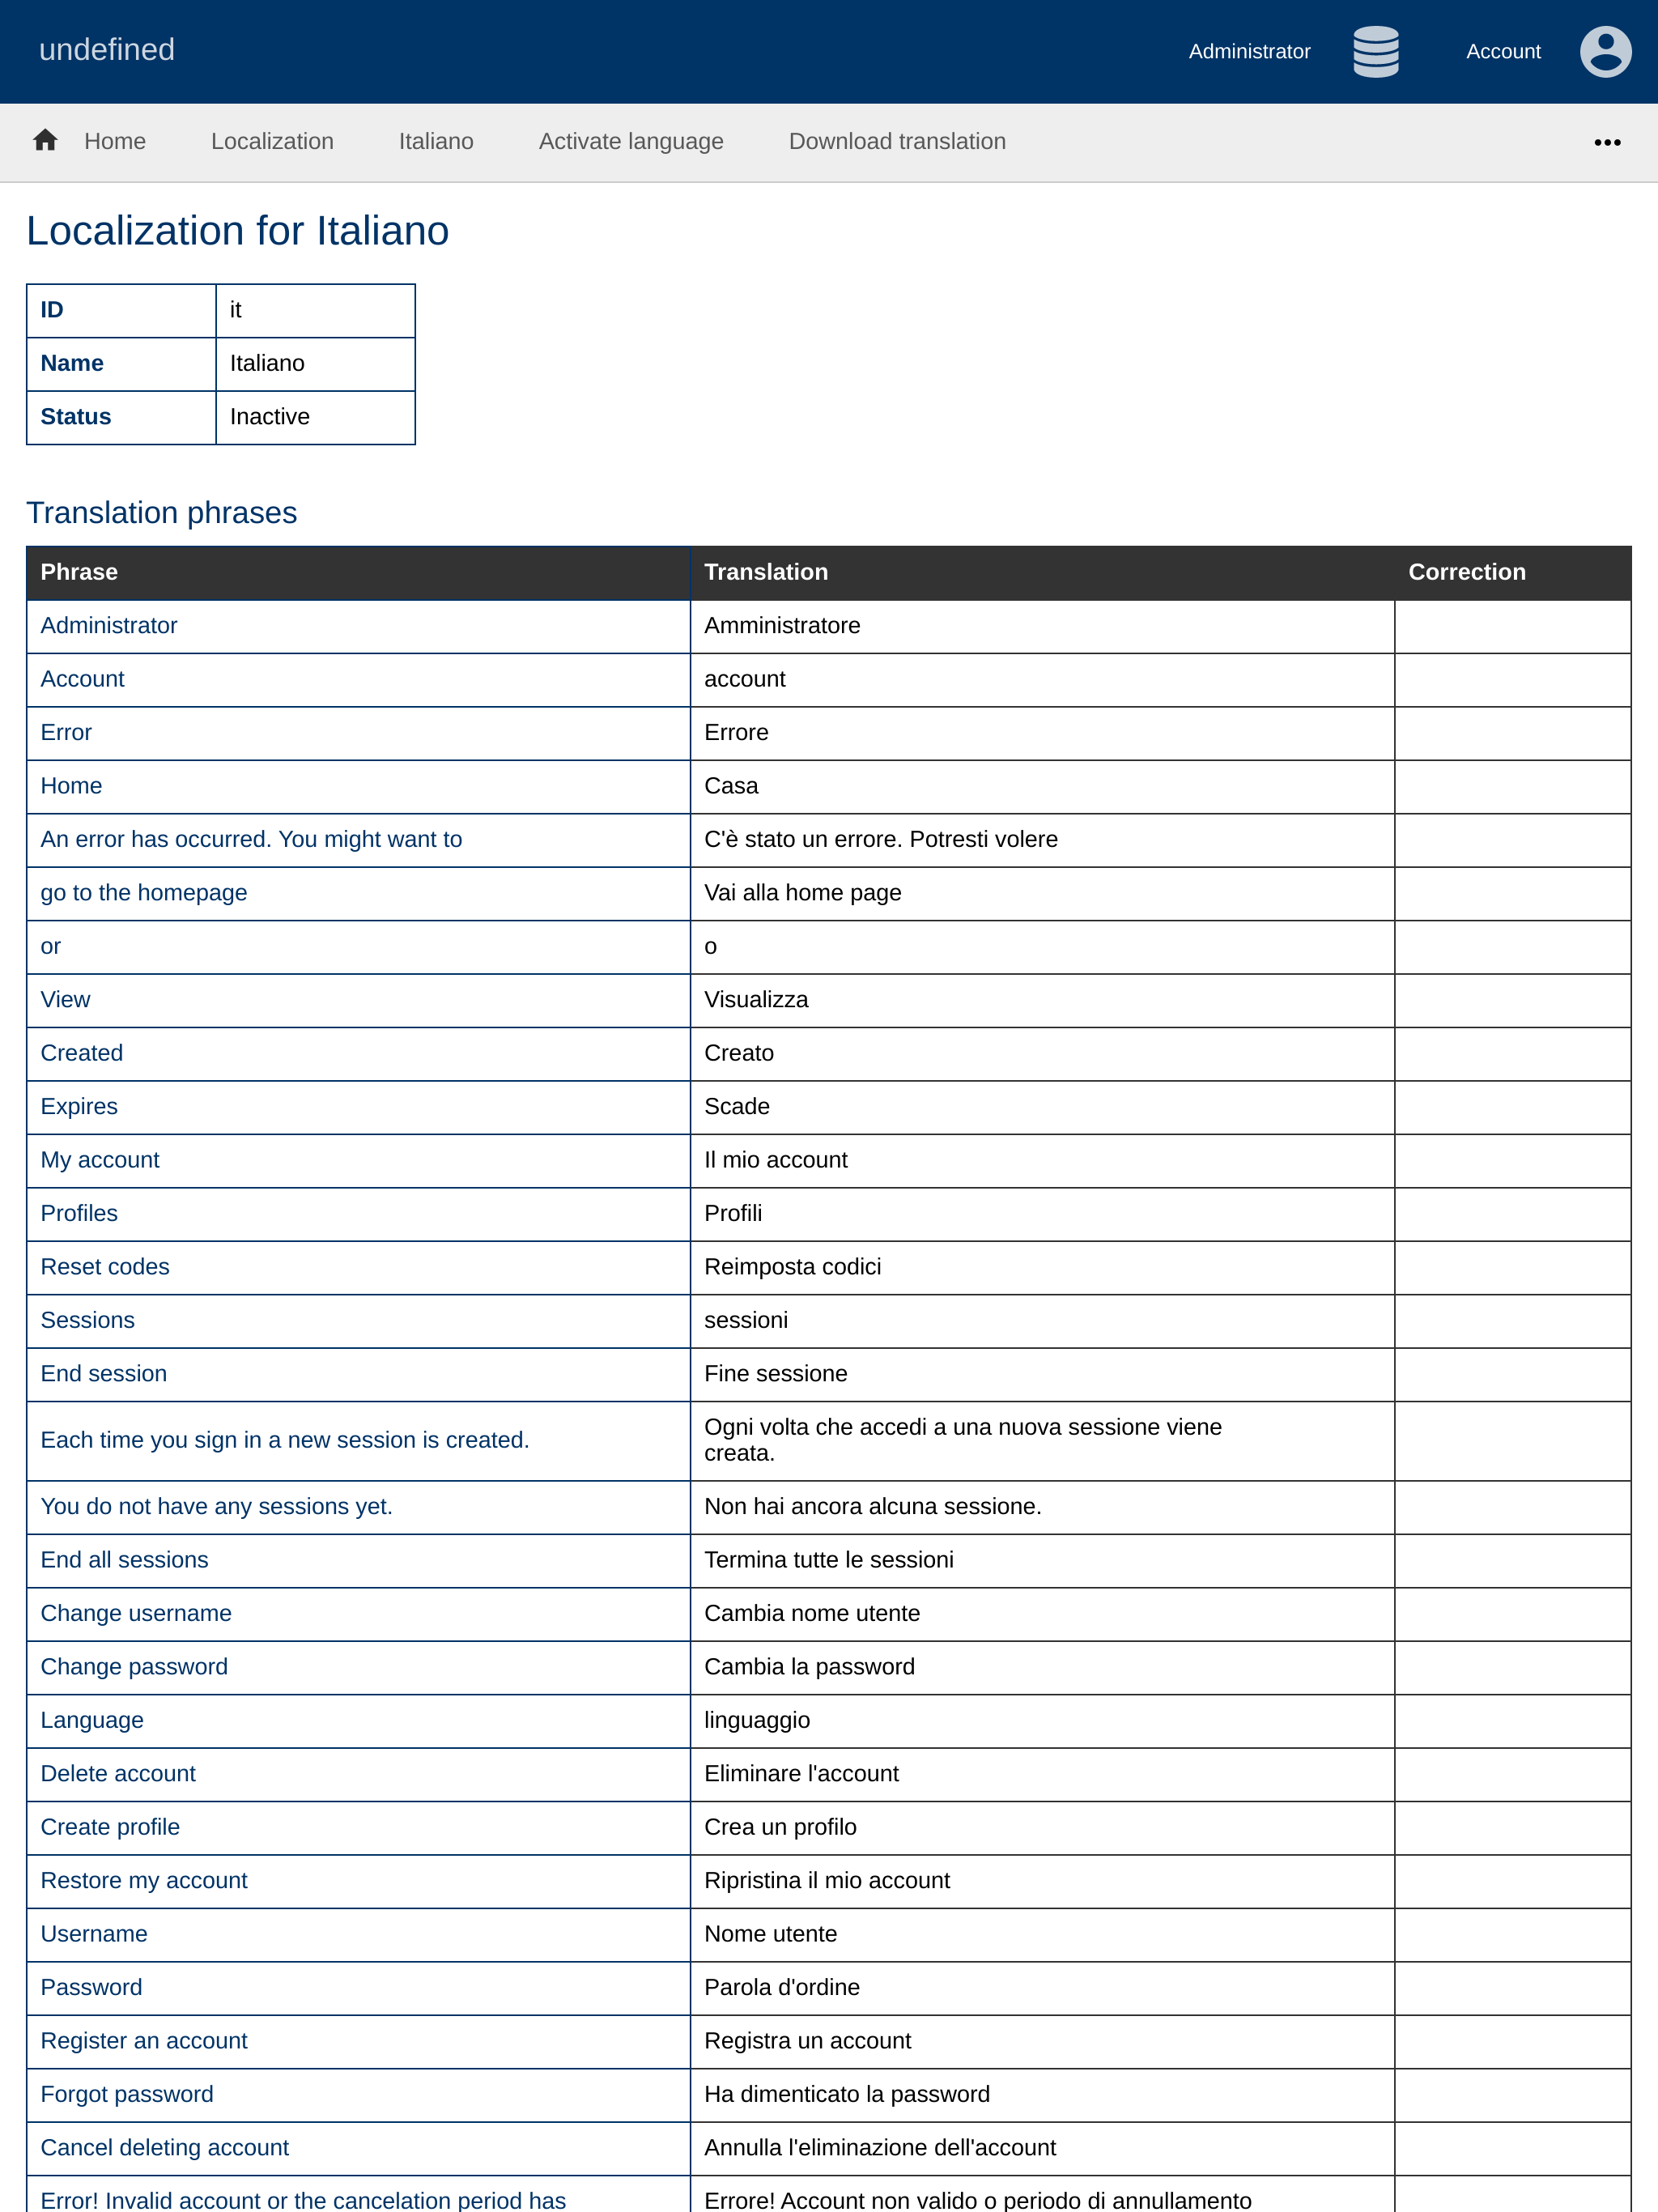 undefined
Administrator
Account
Home
Localization
Italiano
Activate language
Download translation
Localization for Italiano
ID it
Name Italiano
Status Inactive
Translation phrases
Phrase Translation Correction
Administrator Amministratore
Account account
Error Errore
Home Casa
An error has occurred. You might want to C'è stato un errore. Potresti volere
go to the homepage Vai alla home page
or o
View Visualizza
Created Creato
Expires Scade
My account Il mio account
Profiles Profili
Reset codes Reimposta codici
Sessions sessioni
End session Fine sessione
Each time you sign in a new session is created. Ogni volta che accedi a una nuova sessione viene
creata.
You do not have any sessions yet. Non hai ancora alcuna sessione.
End all sessions Termina tutte le sessioni
Change username Cambia nome utente
Change password Cambia la password
Language linguaggio
Delete account Eliminare l'account
Create profile Crea un profilo
Restore my account Ripristina il mio account
Username Nome utente
Password Parola d'ordine
Register an account Registra un account
Forgot password Ha dimenticato la password
Cancel deleting account Annulla l'eliminazione dell'account
Error! Invalid account or the cancelation period has Errore! Account non valido o periodo di annullamento